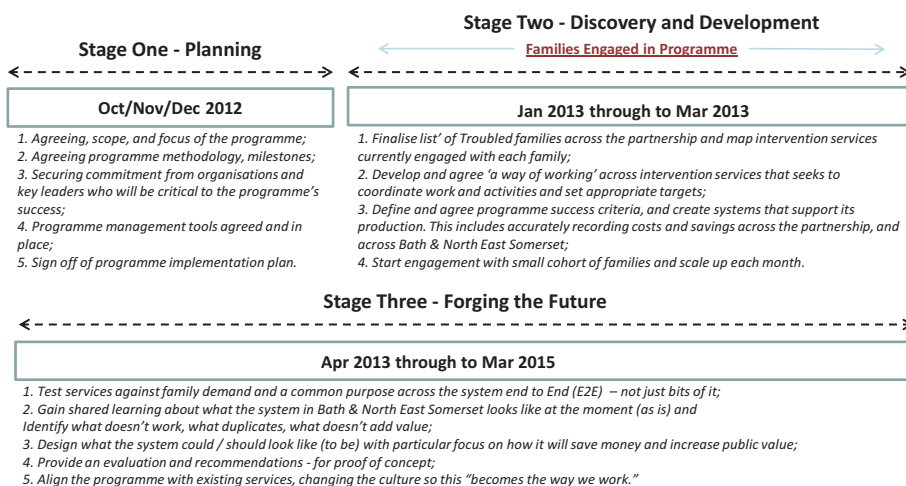 Stage One - Planning
Oct/Nov/Dec 2012
1. Agreeing, scope, and focus of the programme;
2. Agreeing programme methodology, milestones;
3. Securing commitment from organisations and
key leaders who will be critical to the programme's
success;
4. Programme management tools agreed and in
place;
5. Sign off of programme implementation plan.
Stage Two - Discovery and Development
Families Engaged in Programme
Jan 2013 through to Mar 2013
1. Finalise list' of Troubled families across the partnership and map intervention services
currently engaged with each family;
2. Develop and agree 'a way of working' across intervention services that seeks to
coordinate work and activities and set appropriate targets;
3. Define and agree programme success criteria, and create systems that support its
production. This includes accurately recording costs and savings across the partnership, and
across Bath & North East Somerset;
4. Start engagement with small cohort of families and scale up each month.
Stage Three - Forging the Future
Apr 2013 through to Mar 2015
1. Test services against family demand and a common purpose across the system end to End (E2E) – not just bits of it;
2. Gain shared learning about what the system in Bath & North East Somerset looks like at the moment (as is) and
Identify what doesn't work, what duplicates, what doesn't add value;
3. Design what the system could / should look like (to be) with particular focus on how it will save money and increase public value;
4. Provide an evaluation and recommendations - for proof of concept;
5. Align the programme with existing services, changing the culture so this "becomes the way we work."